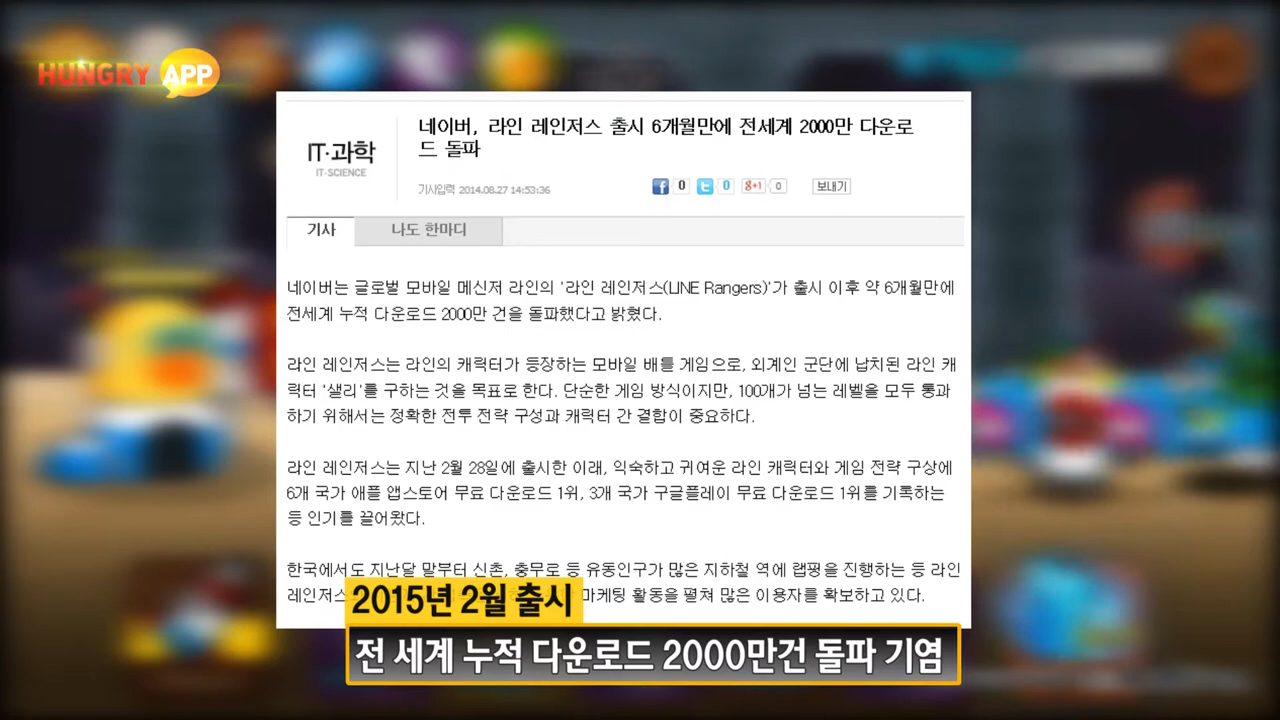 HUNGRY APP
IT·과학
IT·SCIENCE
네이버, 라인 레인저스 출시 6개월만에 전세계 2000만 다운로
드 돌파
기사입력 2014.08.27 14:53:36
f 0 t 0 8+1 0 보내기
기사 나도 한마디
네이버는 글로벌 모바일 메신저 라인의 '라인 레인저스(LINE Rangers)'가 출시 이후 약 6개월만에
전세계 누적 다운로드 2000만 건을 돌파했다고 밝혔다.
라인 레인저스는 라인의 캐릭터가 등장하는 모바일 배틀 게임으로, 외계인 군단에 납치된 라인 캐
릭터 '샐리'를 구하는 것을 목표로 한다. 단순한 게임 방식이지만, 100개가 넘는 레벨을 모두 통과
하기 위해서는 정확한 전투 전략 구성과 캐릭터 간 결합이 중요하다.
라인 레인저스는 지난 2월 28일에 출시한 이래, 익숙하고 귀여운 라인 캐릭터와 게임 전략 구상에
6개 국가 애플 앱스토어 무료 다운로드 1위, 3개 국가 구글플레이 무료 다운로드 1위를 기록하는
등 인기를 끌어왔다.
한국에서도 지난달 말부터 신촌, 충무로 등 유동인구가 많은 지하철 역에 랩핑을 진행하는 등 라인
레인저스 마케팅 활동을 펼쳐 많은 이용자를 확보하고 있다.
2015년 2월 출시
전 세계 누적 다운로드 2000만건 돌파 기염